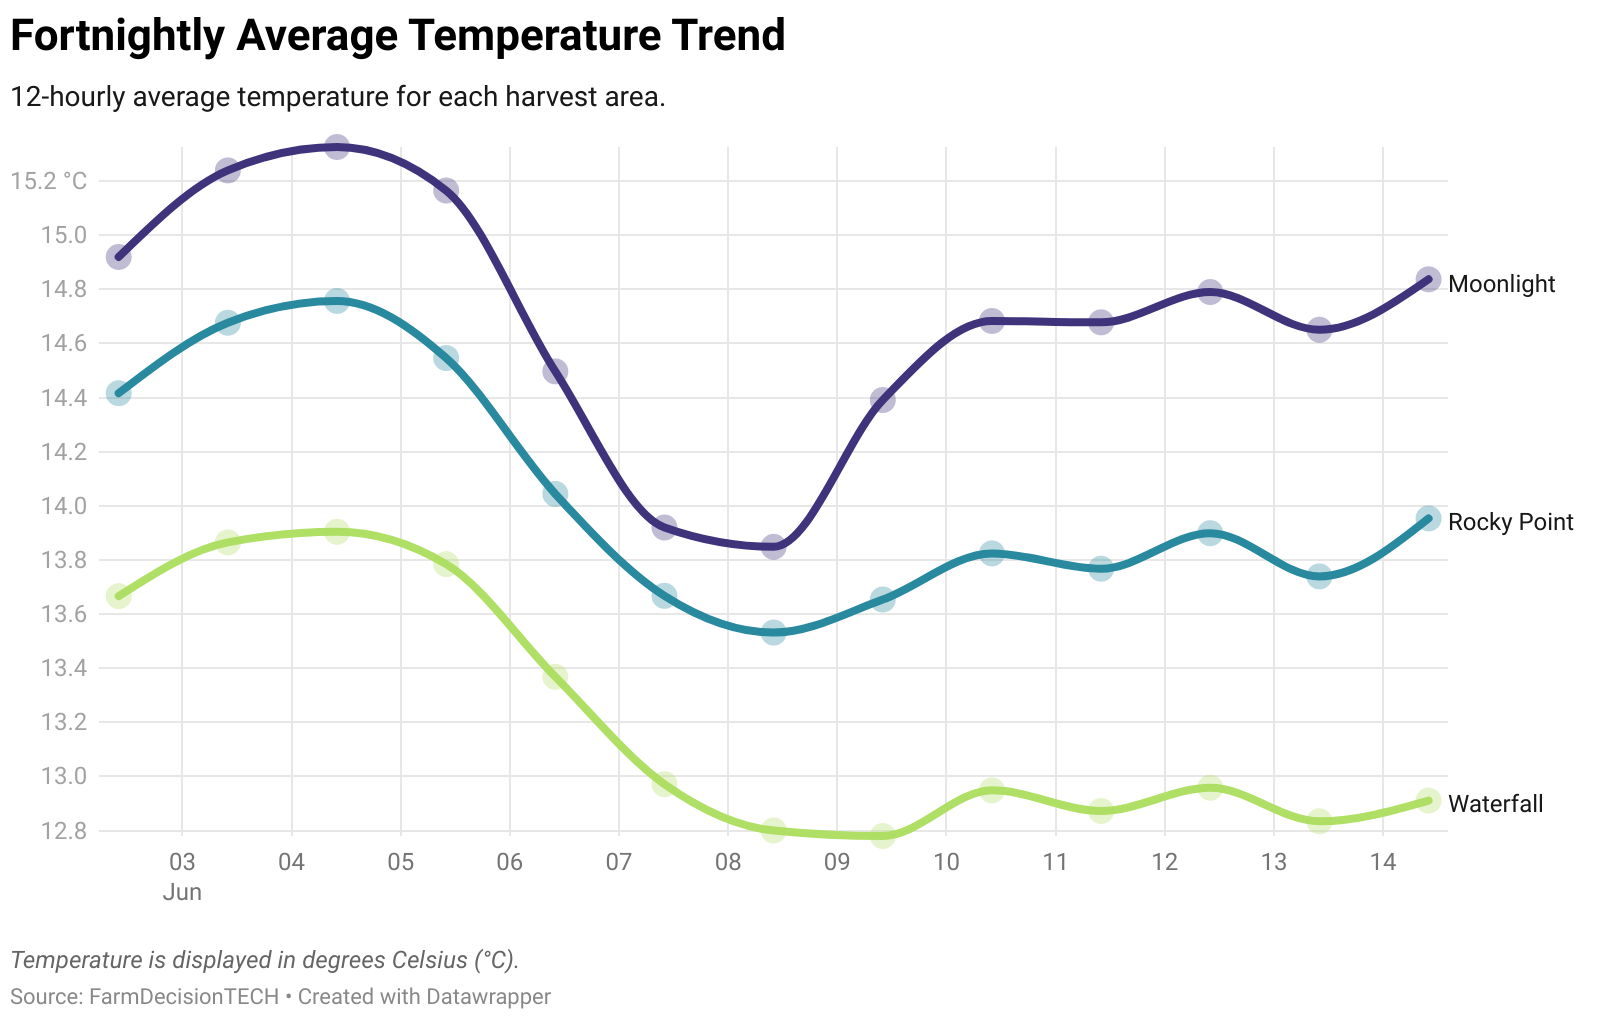 Fortnightly Average Temperature Trend
12-hourly average temperature for each harvest area.
15.2 °C
15.0
14.8
14.6
14.4
14.2
14.0
13.8
13.6
13.4
13.2
13.0
12.8
Moonlight
Rocky Point
Waterfall
03 04 05 06 07 08 09 10 11 12 13 14
Jun
Temperature is displayed in degrees Celsius (°C).
Source: FarmDecisionTECH • Created with Datawrapper